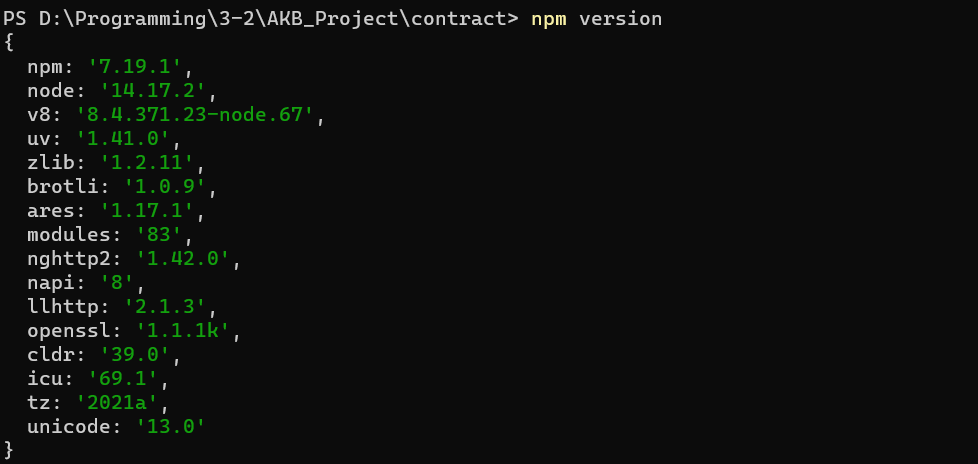 PS D:\Programming\3-2\AKB_Project\contract> npm version
{
  npm: '7.19.1',
  node: '14.17.2',
  v8: '8.4.371.23-node.67',
  uv: '1.41.0',
  zlib: '1.2.11',
  brotli: '1.0.9',
  ares: '1.17.1',
  modules: '83',
  nghttp2: '1.42.0',
  napi: '8',
  llhttp: '2.1.3',
  openssl: '1.1.1k',
  cldr: '39.0',
  icu: '69.1',
  tz: '2021a',
  unicode: '13.0'
}